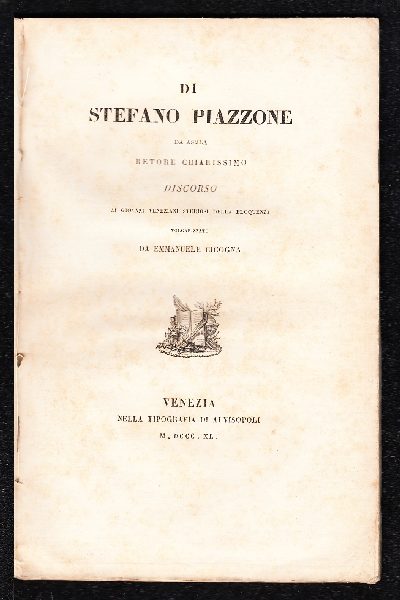 DI
STEFANO PIAZZONE
DA ASOLA
RETORE CHIARISSIMO
DISCORSO
AI GIOVANI VENEZIANI STUDIOSI DELLA ELOQUENZA
DA EMMANUELE CICOGNA
VENEZIA
NELLA TIPOGRAFIA DI ALVISOPOLI
M. DCCC. XL.